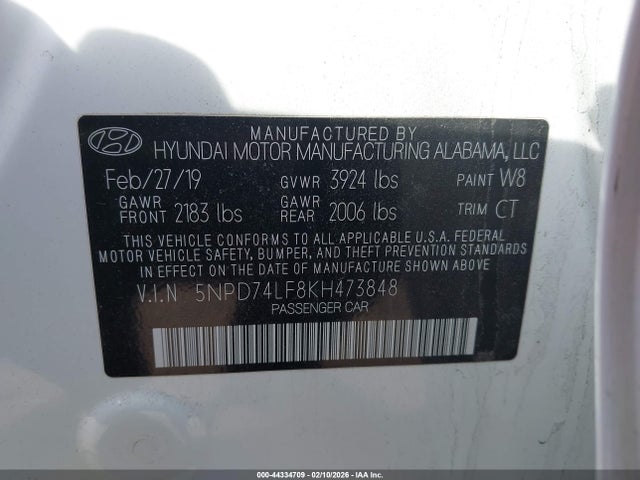 MANUFACTURED BY
HYUNDAI MOTOR MANUFACTURING ALABAMA, LLC
Feb/27/19 GVWR 3924 lbs PAINT W8
GAWR FRONT 2183 lbs GAWR REAR 2006 lbs TRIM CT
THIS VEHICLE CONFORMS TO ALL APPLICABLE U.S.A. FEDERAL
MOTOR VEHICLE SAFETY, BUMPER, AND THEFT PREVENTION STANDARDS
IN EFFECT ON THE DATE OF MANUFACTURE SHOWN ABOVE.
V.I.N 5NPD74LF8KH473848
PASSENGER CAR
000-44334709 - 02/10/2026 - IAA Inc.